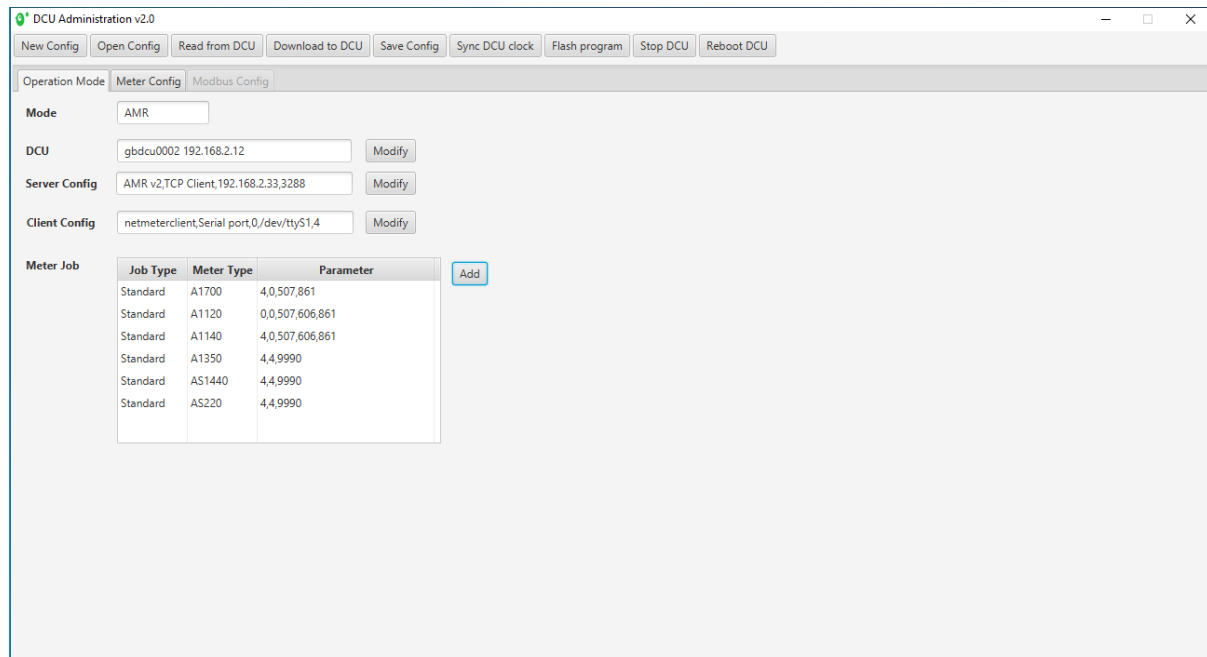 DCU Administration v2.0
New Config Open Config Read from DCU Download to DCU Save Config Sync DCU clock Flash program Stop DCU Reboot DCU
Operation Mode Meter Config Modbus Config
Mode AMR
DCU gbdcu0002 192.168.2.12 Modify
Server Config AMR v2,TCP Client,192.168.2.33,3288 Modify
Client Config netmeterclient,Serial port,0,/dev/ttyS1,4 Modify
Meter Job Job Type Meter Type Parameter Add
Standard A1700 4,0,507,861
Standard A1120 0,0,507,606,861
Standard A1140 4,0,507,606,861
Standard A1350 4,4,9990
Standard AS1440 4,4,9990
Standard AS220 4,4,9990